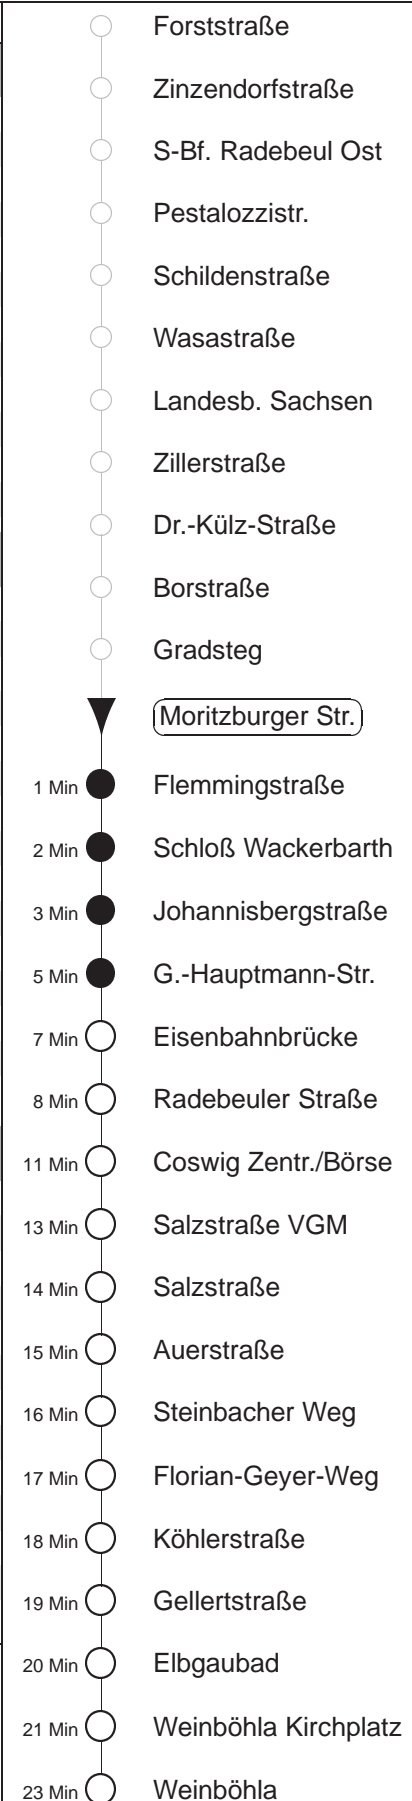 Forststraße
Zinzendorfstraße
S-Bf. Radebeul Ost
Pestalozzistr.
Schildenstraße
Wasastraße
Landesb. Sachsen
Zillerstraße
Dr.-Külz-Straße
Borstraße
Gradsteg
Moritzburger Str.
1 Min Flemmingstraße
2 Min Schloß Wackerbarth
3 Min Johannisbergstraße
5 Min G.-Hauptmann-Str.
7 Min Eisenbahnbrücke
8 Min Radebeuler Straße
11 Min Coswig Zentr./Börse
13 Min Salzstraße VGM
14 Min Salzstraße
15 Min Auerstraße
16 Min Steinbacher Weg
17 Min Florian-Geyer-Weg
18 Min Köhlerstraße
19 Min Gellertstraße
20 Min Elbgaubad
21 Min Weinböhla Kirchplatz
23 Min Weinböhla